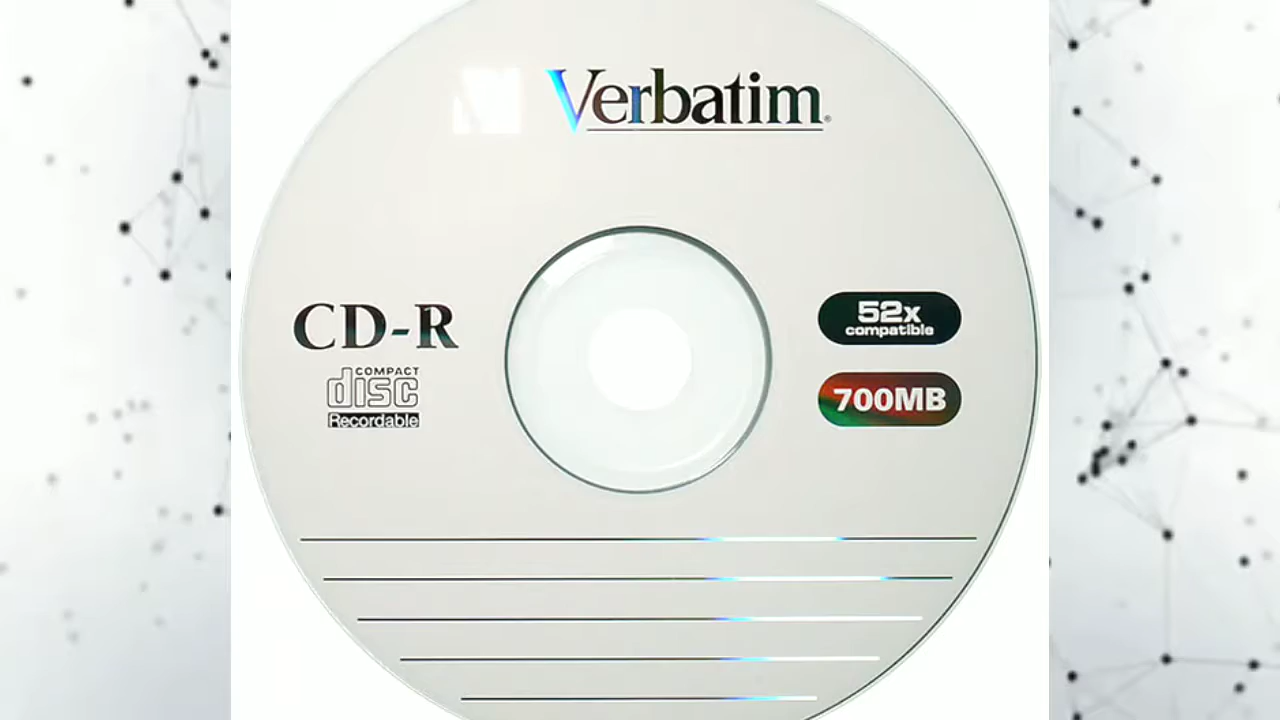 Verbatim®
CD-R
COMPACT
disc
Recordable
52x
compatible
700MB